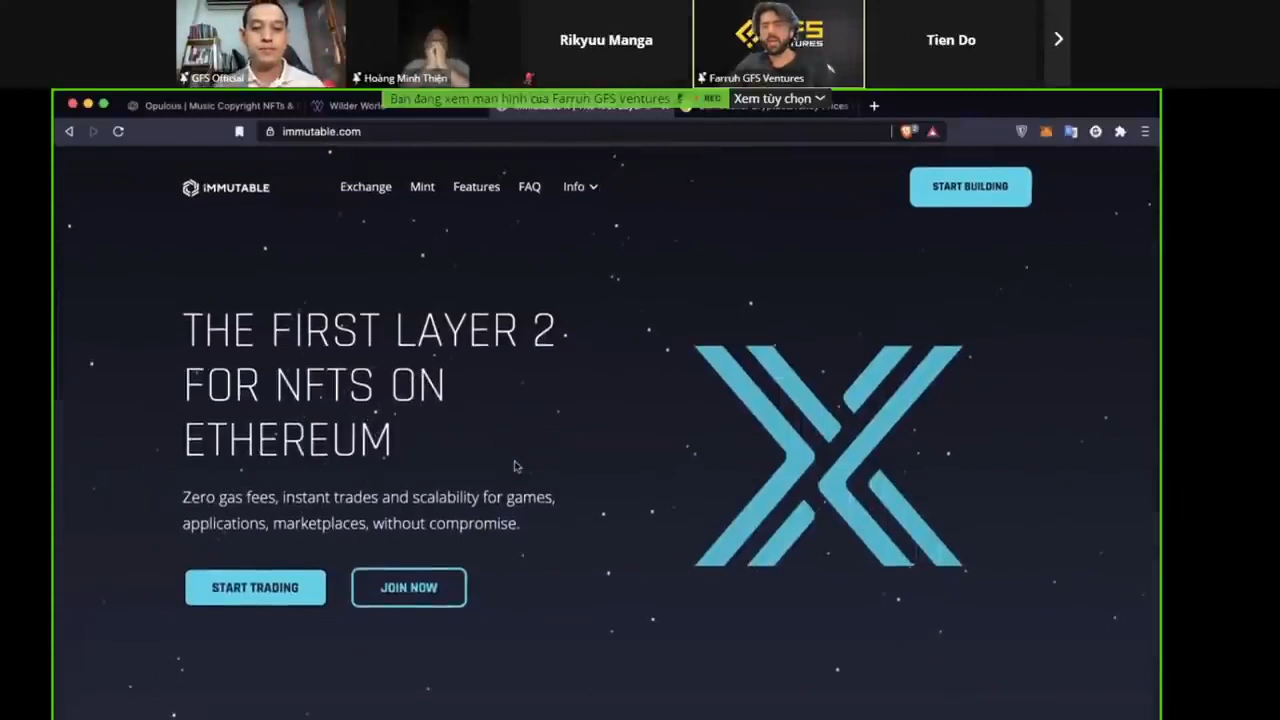 GFS Official
Hoàng Minh Thiện
Rikyuu Manga
Farruh GFS Ventures
Tien Do
Bạn đang xem màn hình của Farruh GFS Ventures
REC
Xem tùy chọn
Opulous | Music Copyright NFTs &
Wilder World
immutable.com
IMMUTABLE
Exchange
Mint
Features
FAQ
Info
START BUILDING
THE FIRST LAYER 2
FOR NFTS ON
ETHEREUM
Zero gas fees, instant trades and scalability for games,
applications, marketplaces, without compromise.
START TRADING
JOIN NOW